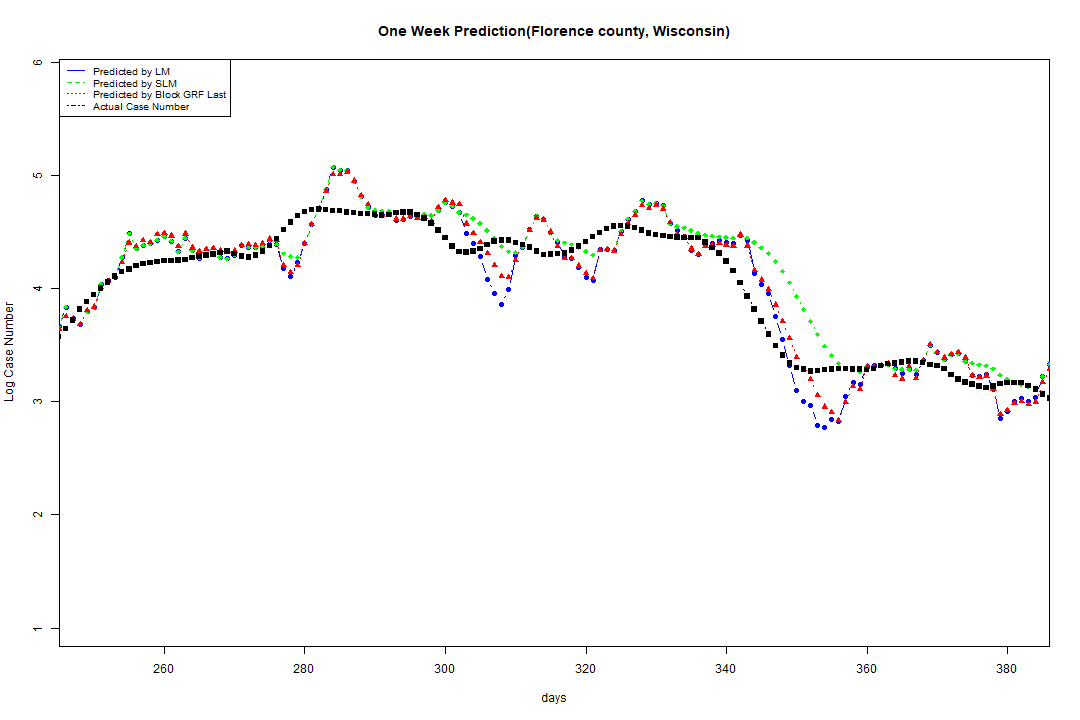 One Week Prediction(Florence county, Wisconsin)
Predicted by LM
Predicted by SLM
Predicted by Block GRF Last
Actual Case Number
6
5
4
3
2
1
Log Case Number
260 280 300 320 340 360 380
days